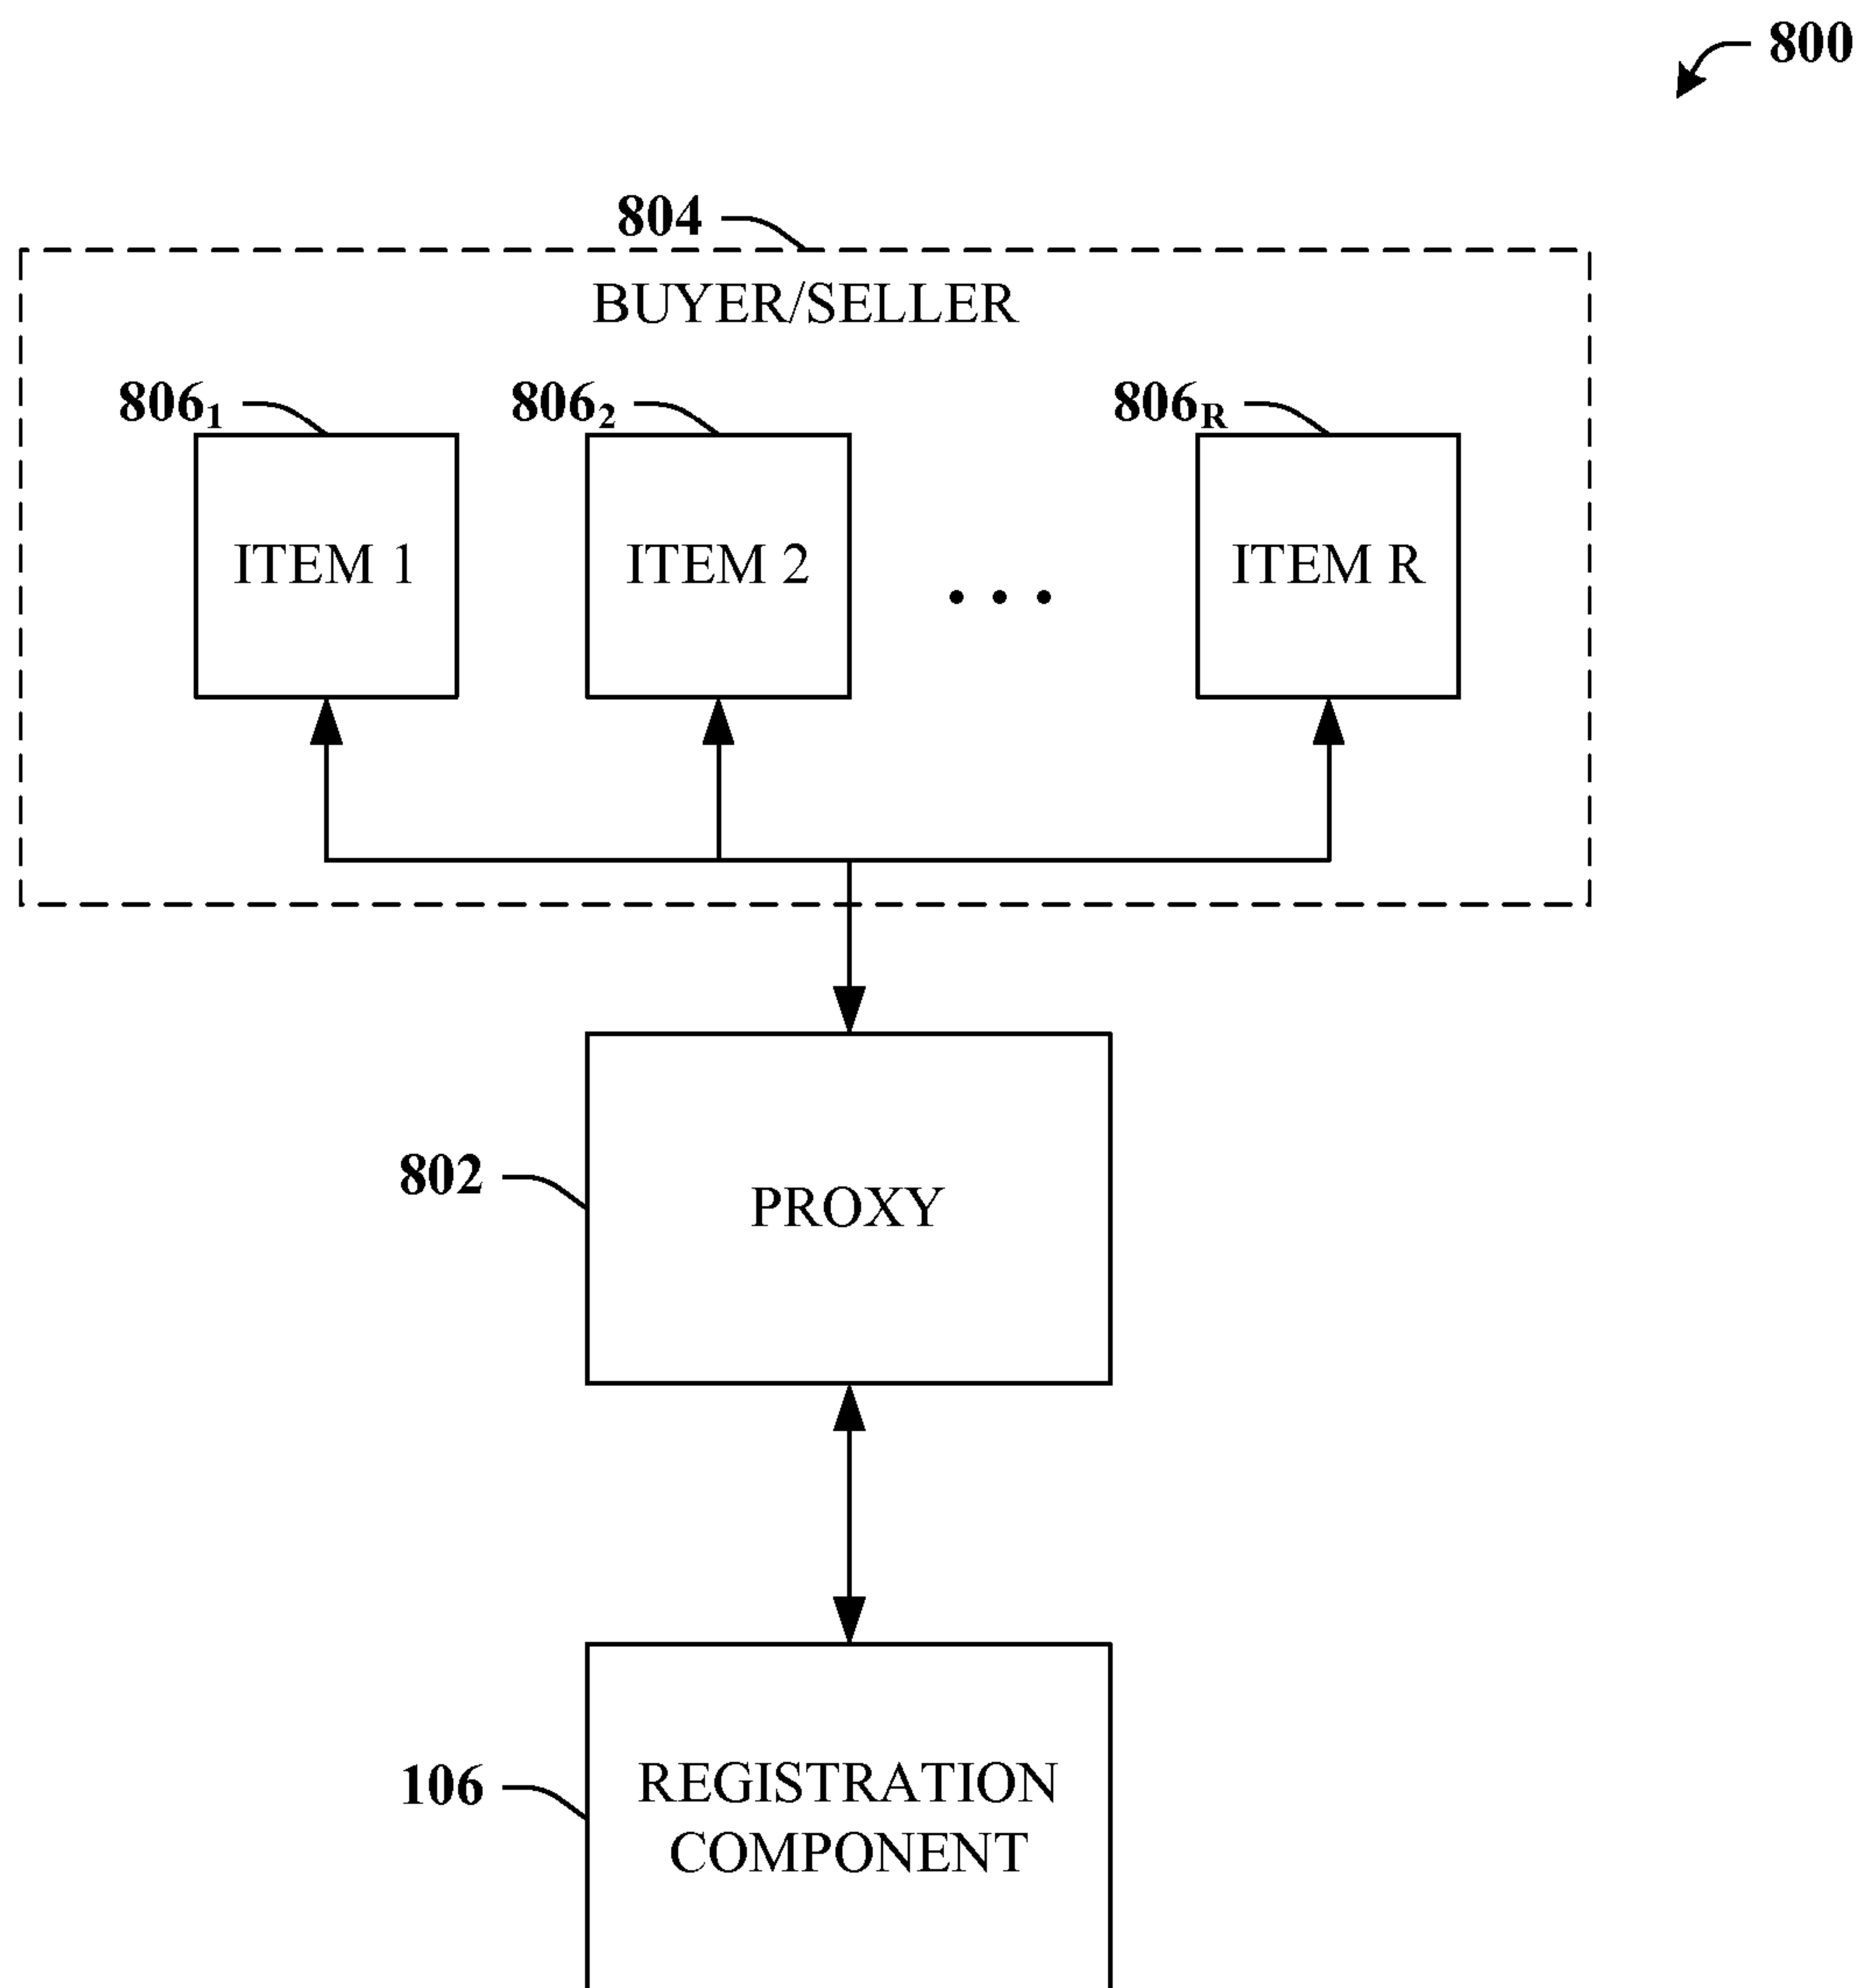 800
804
BUYER/SELLER
806₁ 806₂ 806R
ITEM 1 ITEM 2 . . . ITEM R
802
PROXY
106
REGISTRATION
COMPONENT